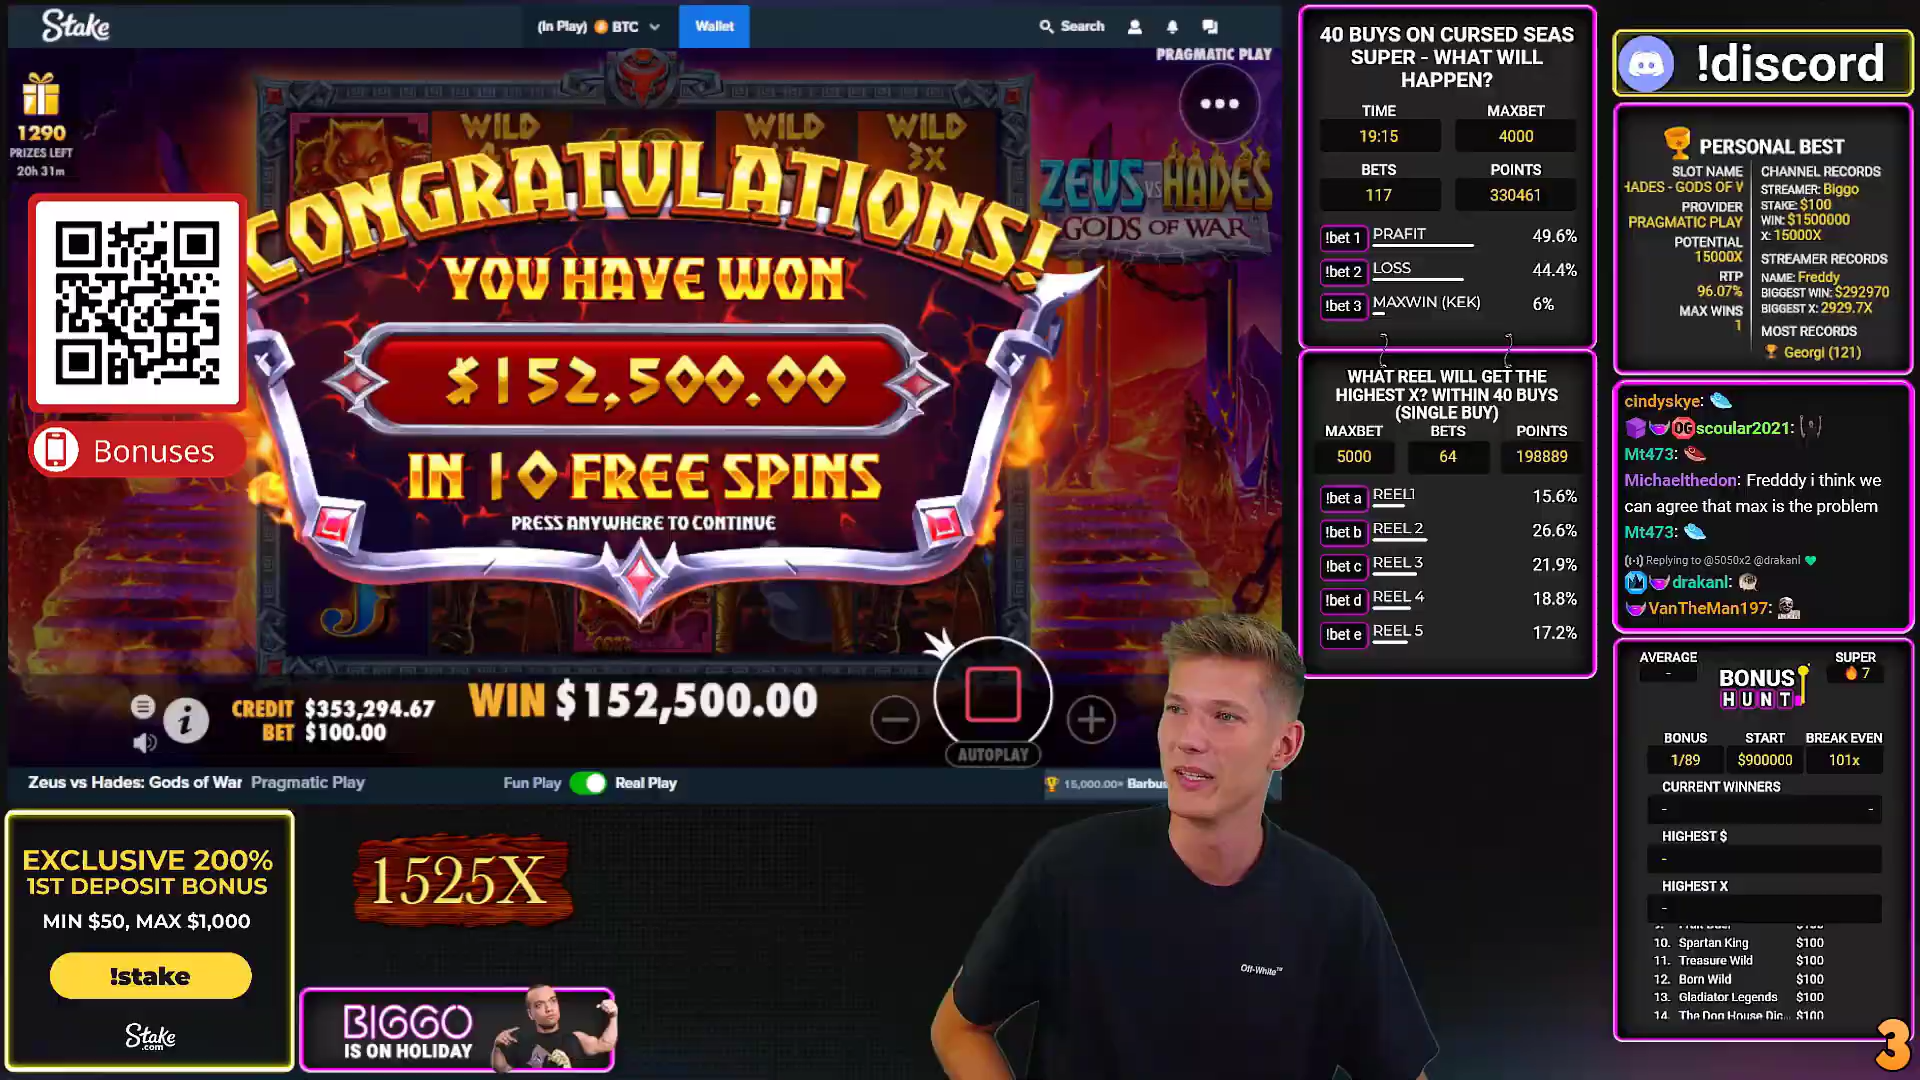 Stake
(In Play)
BTC
Wallet
Search
PRAGMATIC PLAY
1290
PRIZES LEFT
20h 31m
WILD
WILD
WILD
3X
ZEUS VS HADES
GODS OF WAR
CONGRATULATIONS!
YOU HAVE WON
$152,500.00
IN 10 FREE SPINS
PRESS ANYWHERE TO CONTINUE
Bonuses
CREDIT $353,294.67
BET $100.00
WIN $152,500.00
AUTOPLAY
Zeus vs Hades: Gods of War Pragmatic Play
Fun Play
Real Play
EXCLUSIVE 200%
1ST DEPOSIT BONUS
MIN $50, MAX $1,000
!stake
Stake
.com
1525X
BIGGO
IS ON HOLIDAY
Off-White™
40 BUYS ON CURSED SEAS
SUPER - WHAT WILL
HAPPEN?
TIME
MAXBET
19:15
4000
BETS
POINTS
117
330461
!bet 1 PRAFIT 49.6%
!bet 2 LOSS 44.4%
!bet 3 MAXWIN (KEK) 6%
WHAT REEL WILL GET THE
HIGHEST X? WITHIN 40 BUYS
(SINGLE BUY)
MAXBET
BETS
POINTS
5000
64
198889
!bet a REEL1 15.6%
!bet b REEL 2 26.6%
!bet c REEL 3 21.9%
!bet d REEL 4 18.8%
!bet e REEL 5 17.2%
!discord
PERSONAL BEST
SLOT NAME
HADES - GODS OF W
PROVIDER
PRAGMATIC PLAY
POTENTIAL
15000X
RTP
96.07%
MAX WINS
1
CHANNEL RECORDS
STREAMER: Biggo
STAKE: $100
WIN: $1500000
X: 15000X
STREAMER RECORDS
NAME: Freddy
BIGGEST WIN: $292970
BIGGEST X: 2929.7X
MOST RECORDS
Georgi (121)
cindyskye:
OG scoular2021:
Mt473:
Michaelthedon: Fredddy i think we
can agree that max is the problem
Mt473:
Replying to @5050x2 @drakanl
drakanl:
VanTheMan197:
AVERAGE
-
BONUS
HUNT
SUPER
7
BONUS
START
BREAK EVEN
1/89
$900000
101x
CURRENT WINNERS
- -
HIGHEST $
-
HIGHEST X
-
10. Spartan King $100
11. Treasure Wild $100
12. Born Wild $100
13. Gladiator Legends $100
14. The Dog House Dic... $100
3